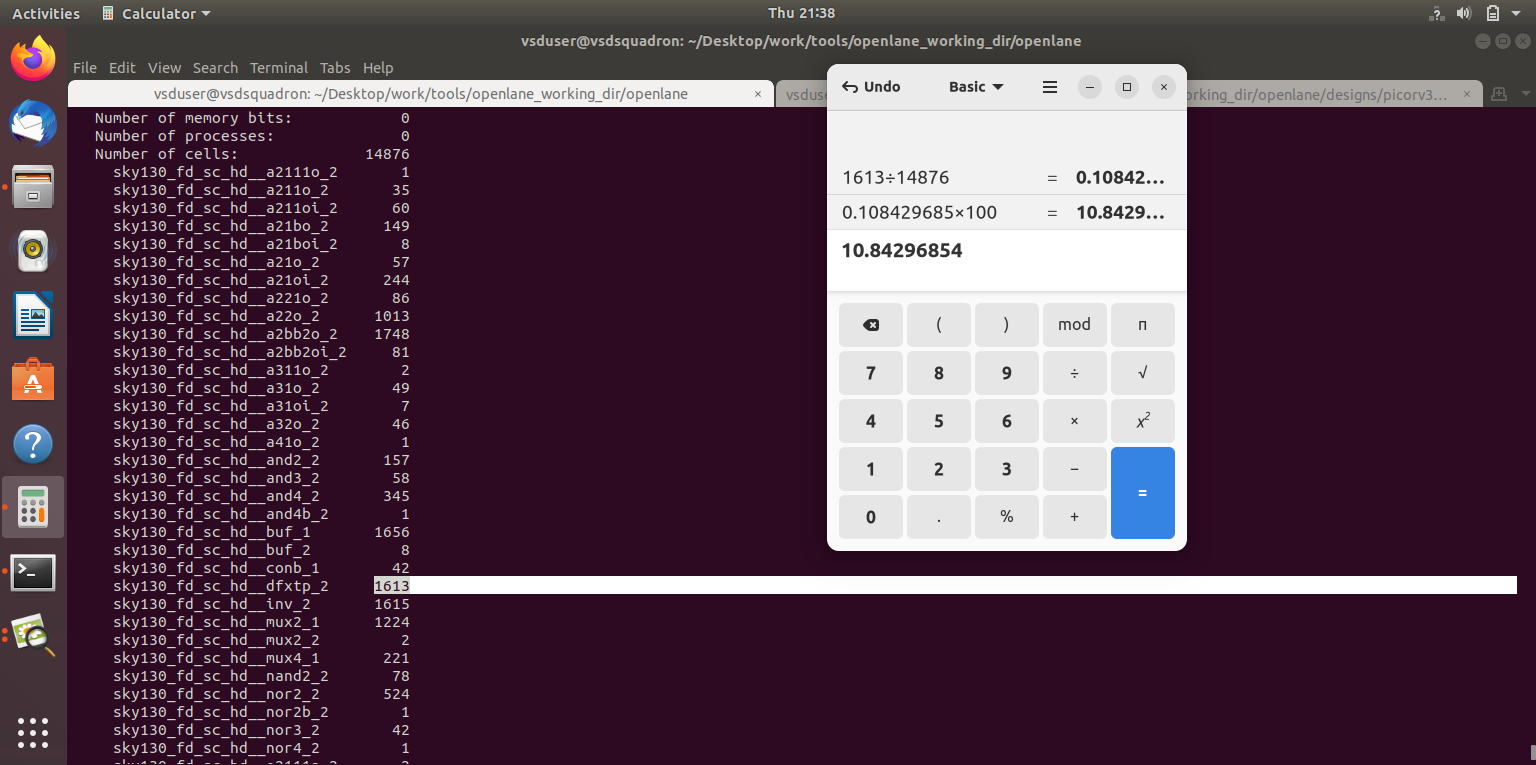 Activities Calculator Thu 21:38
vsduser@vsdsquadron: ~/Desktop/work/tools/openlane_working_dir/openlane
File Edit View Search Terminal Tabs Help
vsduser@vsdsquadron: ~/Desktop/work/tools/openlane_working_dir/openlane ×
vsdus orking_dir/openlane/designs/picorv3... ×
Number of memory bits: 0
Number of processes: 0
Number of cells: 14876
sky130_fd_sc_hd__a2111o_2 1
sky130_fd_sc_hd__a211o_2 35
sky130_fd_sc_hd__a211oi_2 60
sky130_fd_sc_hd__a21bo_2 149
sky130_fd_sc_hd__a21boi_2 8
sky130_fd_sc_hd__a21o_2 57
sky130_fd_sc_hd__a21oi_2 244
sky130_fd_sc_hd__a221o_2 86
sky130_fd_sc_hd__a22o_2 1013
sky130_fd_sc_hd__a2bb2o_2 1748
sky130_fd_sc_hd__a2bb2oi_2 81
sky130_fd_sc_hd__a311o_2 2
sky130_fd_sc_hd__a31o_2 49
sky130_fd_sc_hd__a31oi_2 7
sky130_fd_sc_hd__a32o_2 46
sky130_fd_sc_hd__a41o_2 1
sky130_fd_sc_hd__and2_2 157
sky130_fd_sc_hd__and3_2 58
sky130_fd_sc_hd__and4_2 345
sky130_fd_sc_hd__and4b_2 1
sky130_fd_sc_hd__buf_1 1656
sky130_fd_sc_hd__buf_2 8
sky130_fd_sc_hd__conb_1 42
sky130_fd_sc_hd__dfxtp_2 1613
sky130_fd_sc_hd__inv_2 1615
sky130_fd_sc_hd__mux2_1 1224
sky130_fd_sc_hd__mux2_2 2
sky130_fd_sc_hd__mux4_1 221
sky130_fd_sc_hd__nand2_2 78
sky130_fd_sc_hd__nor2_2 524
sky130_fd_sc_hd__nor2b_2 1
sky130_fd_sc_hd__nor3_2 42
sky130_fd_sc_hd__nor4_2 1
Undo Basic
1613÷14876 = 0.10842...
0.108429685×100 = 10.8429...
10.84296854
( ) mod π
7 8 9 ÷ √
4 5 6 × x²
1 2 3 −
0 . % + =